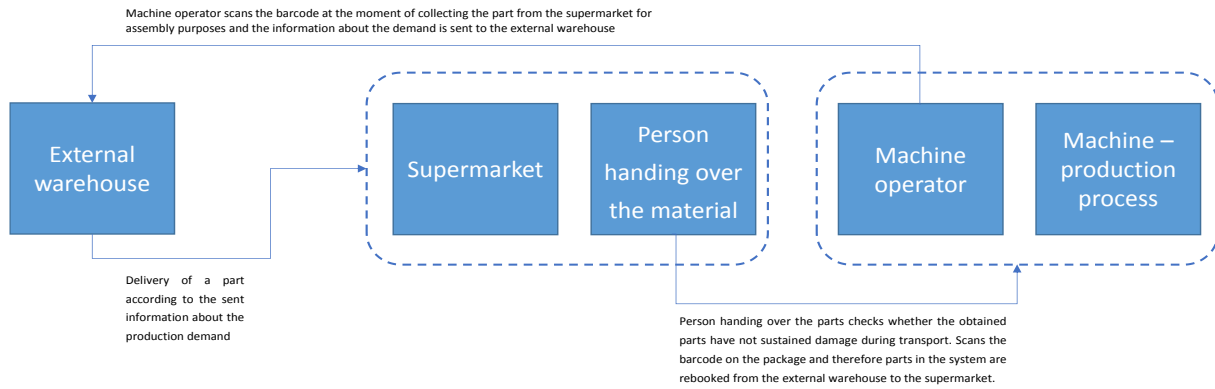 Machine operator scans the barcode at the moment of collecting the part from the supermarket for
assembly purposes and the information about the demand is sent to the external warehouse
External
warehouse
Supermarket
Person
handing over
the material
Machine
operator
Machine –
production
process
Delivery of a part
according to the sent
information about the
production demand
Person handing over the parts checks whether the obtained
parts have not sustained damage during transport. Scans the
barcode on the package and therefore parts in the system are
rebooked from the external warehouse to the supermarket.